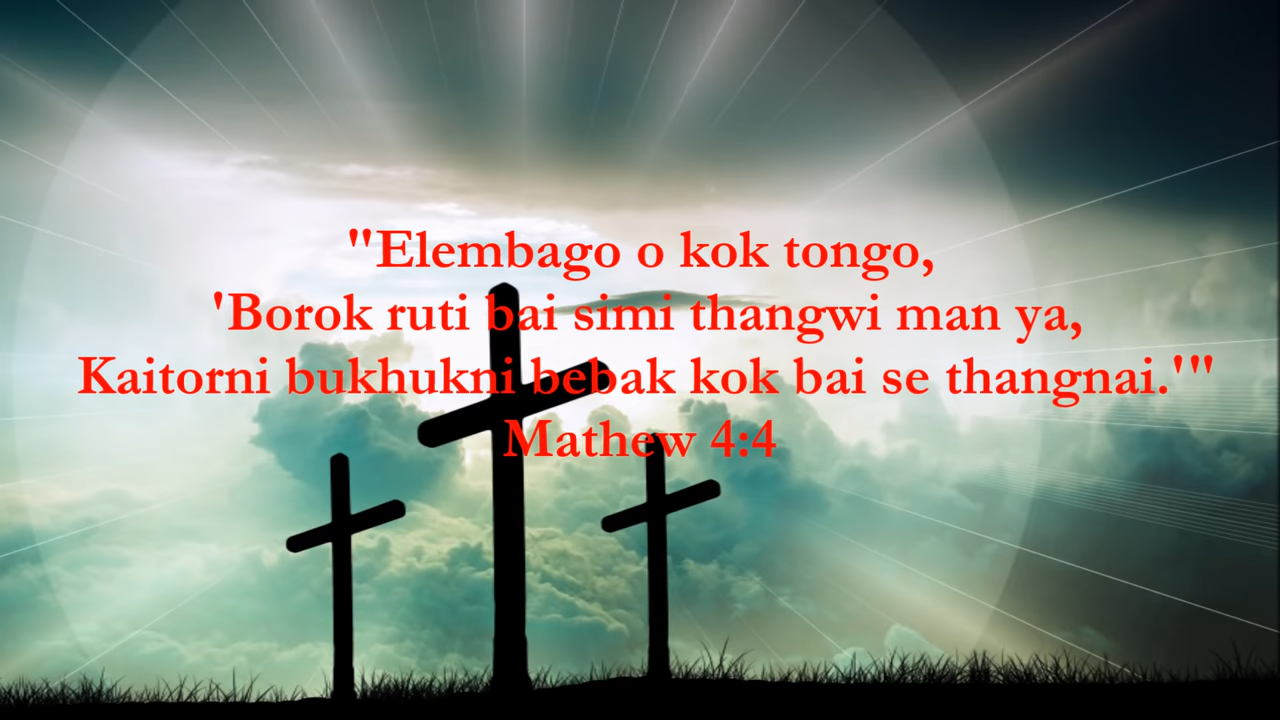 "Elembago o kok tongo,
'Borok ruti bai simi thangwi man ya,
Kaitorni bukhukni bebak kok bai se thangnai.'"
Mathew 4:4